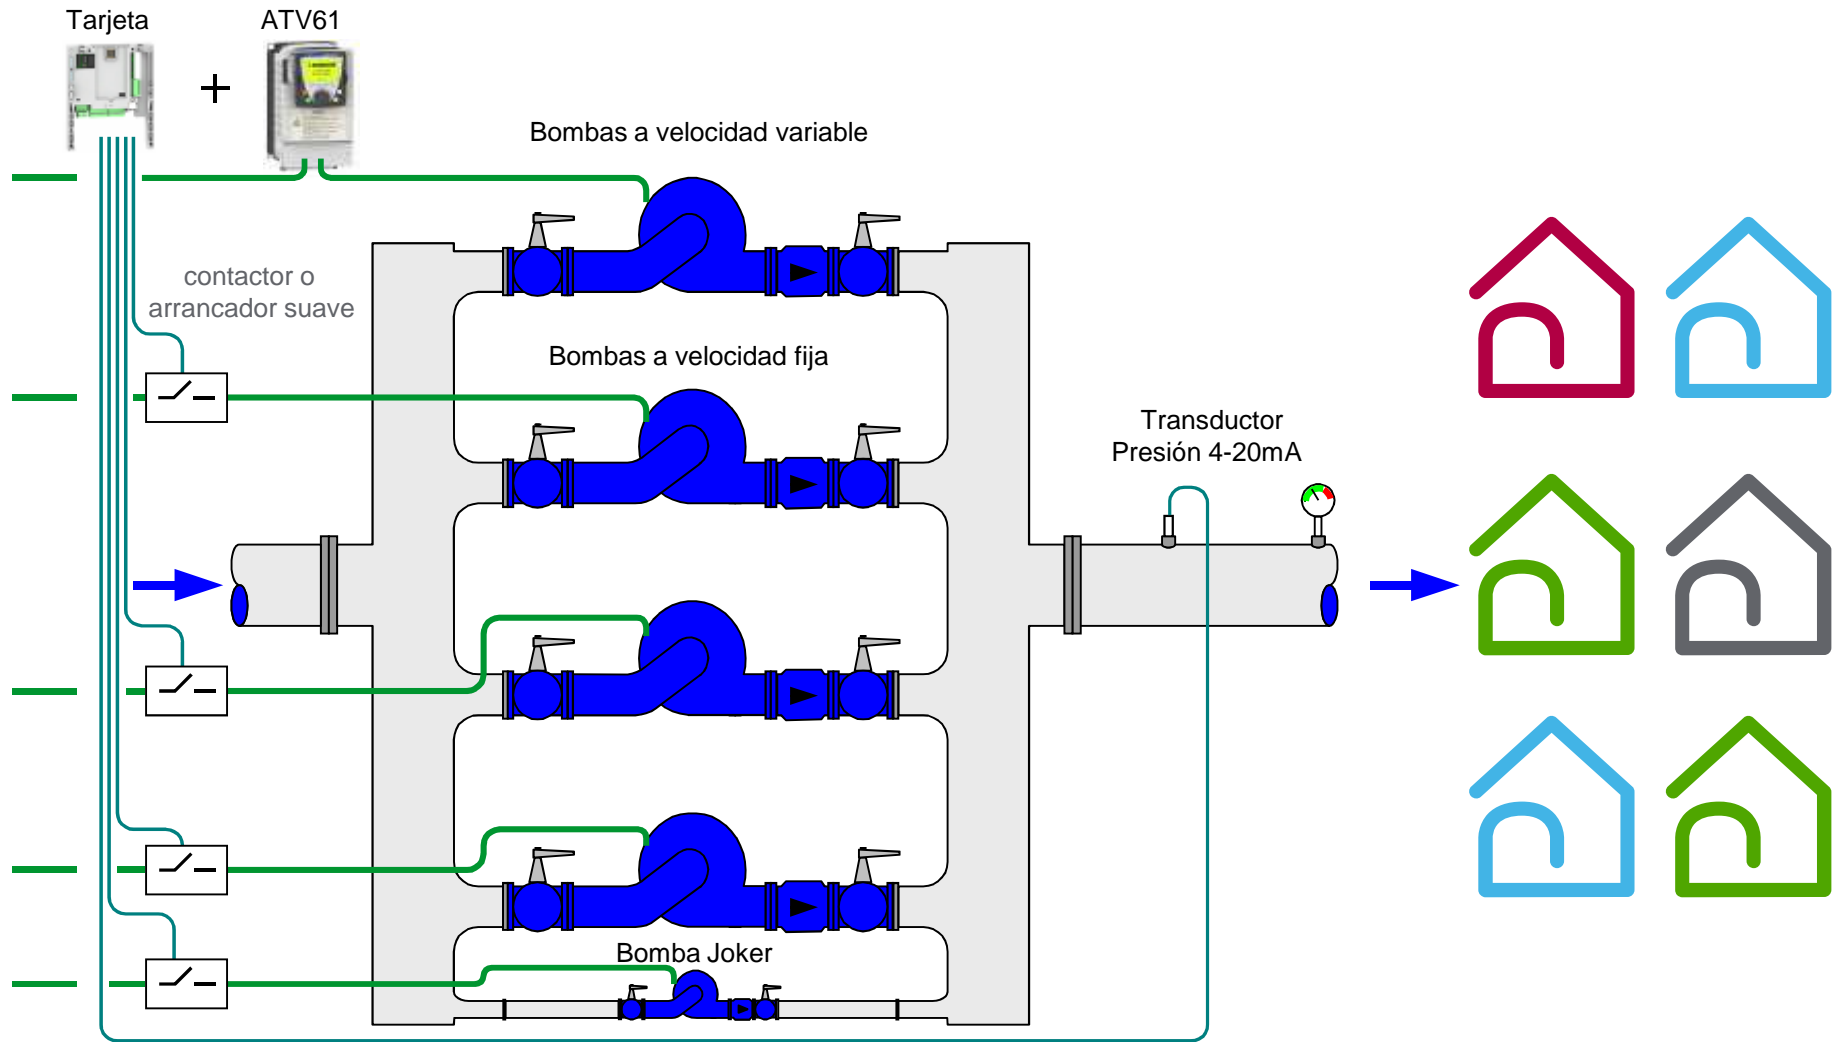 Tarjeta
ATV61
Bombas a velocidad variable
contactor o
arrancador suave
Bombas a velocidad fija
Transductor
Presión 4-20mA
Bomba Joker